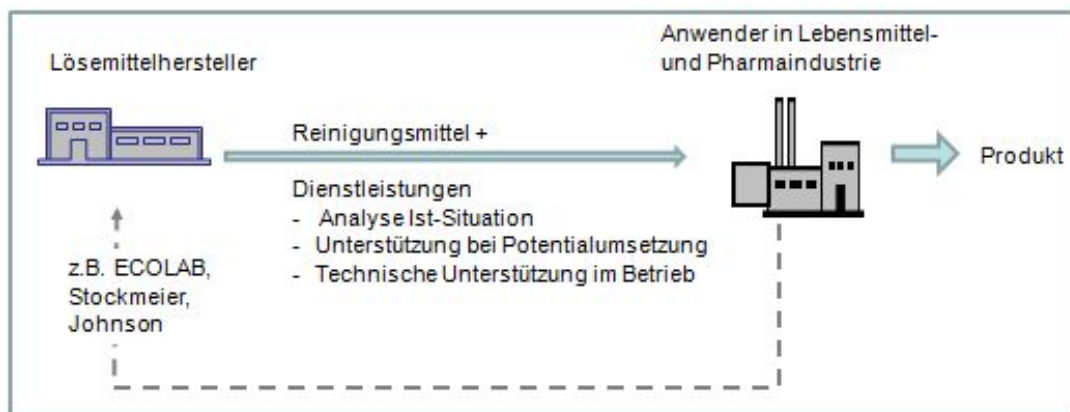 Lösemittelhersteller
Anwender in Lebensmittel-
und Pharmaindustrie
Reinigungsmittel +
Produkt
Dienstleistungen
- Analyse Ist-Situation
- Unterstützung bei Potentialumsetzung
- Technische Unterstützung im Betrieb
z.B. ECOLAB,
Stockmeier,
Johnson